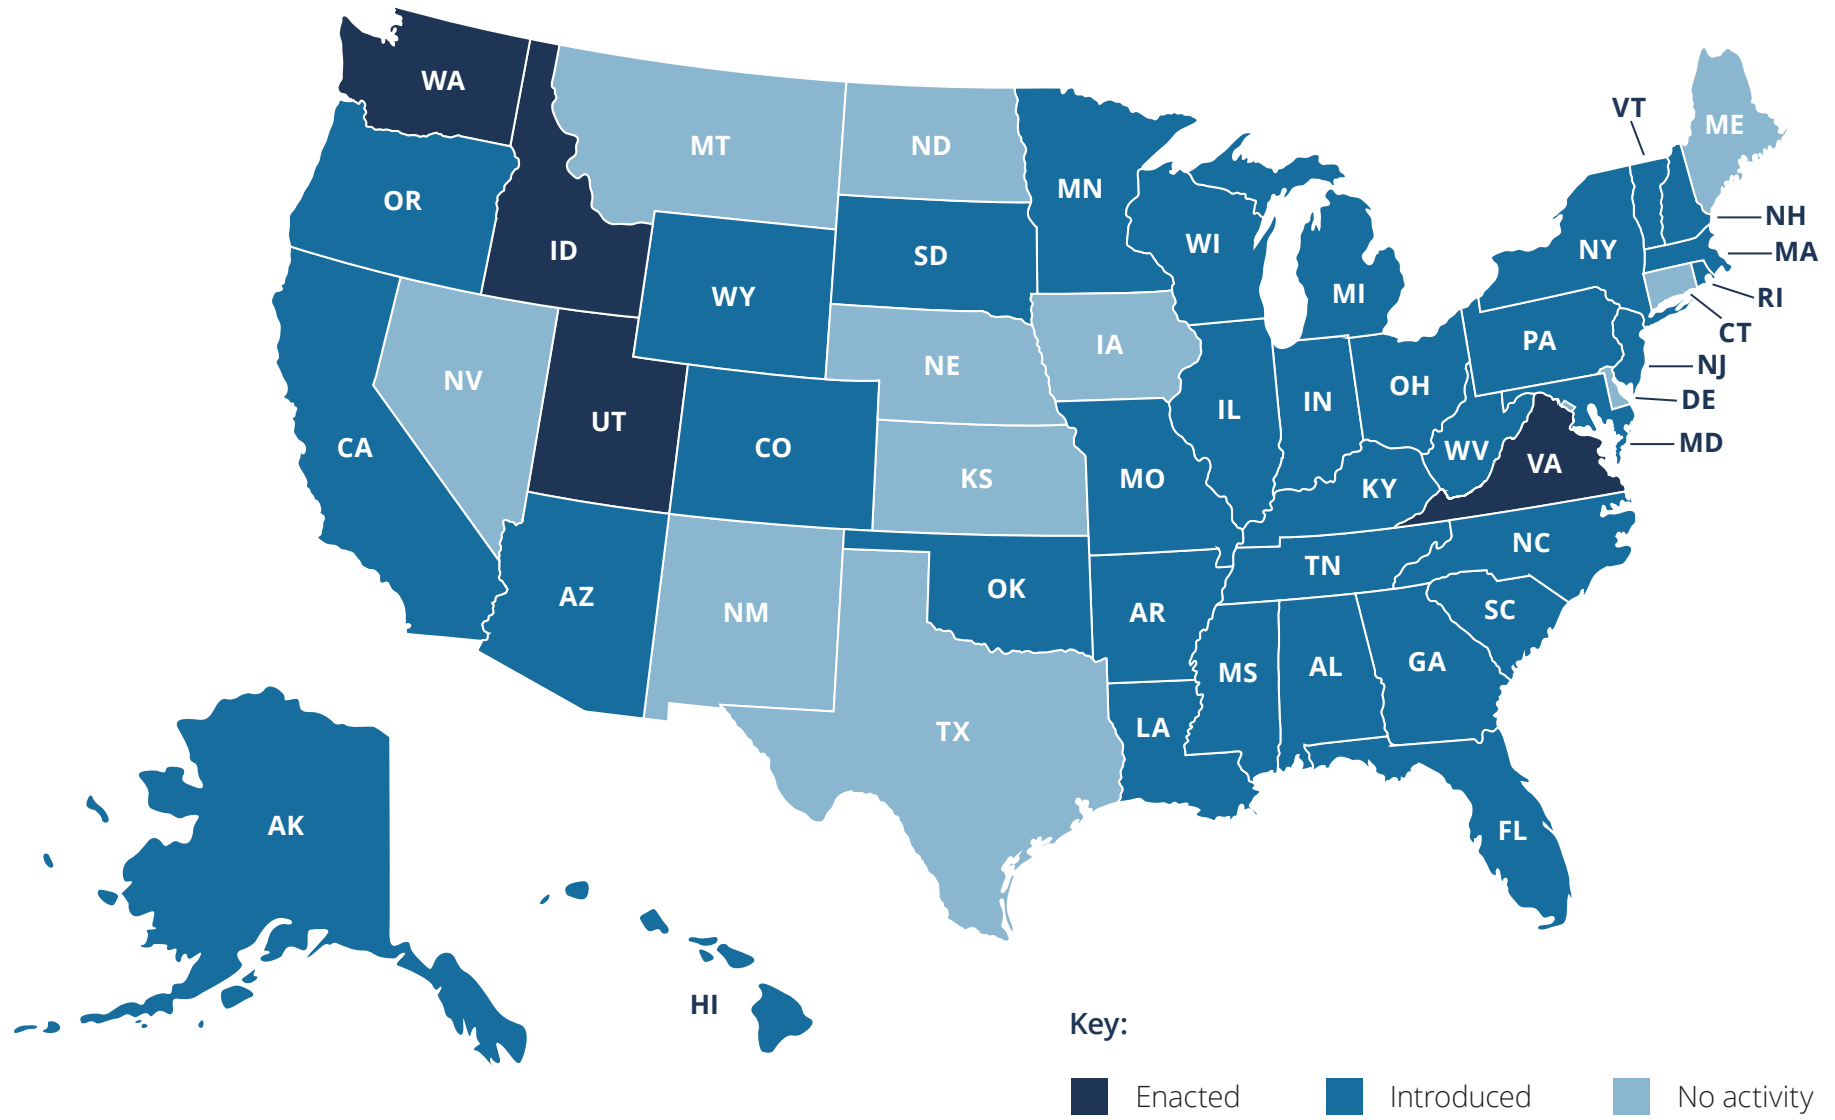 WA
VT
ME
MT
ND
MN
OR
NH
WI
NY
ID
SD
MA
WY
MI
RI
CT
PA
IA
NE
NJ
NV
OH
DE
IN
IL
UT
MD
CA
CO
WV
VA
KS
MO
KY
NC
TN
AZ
OK
SC
NM
AR
GA
AL
MS
LA
TX
AK
FL
HI
Key:
Enacted
Introduced
No activity